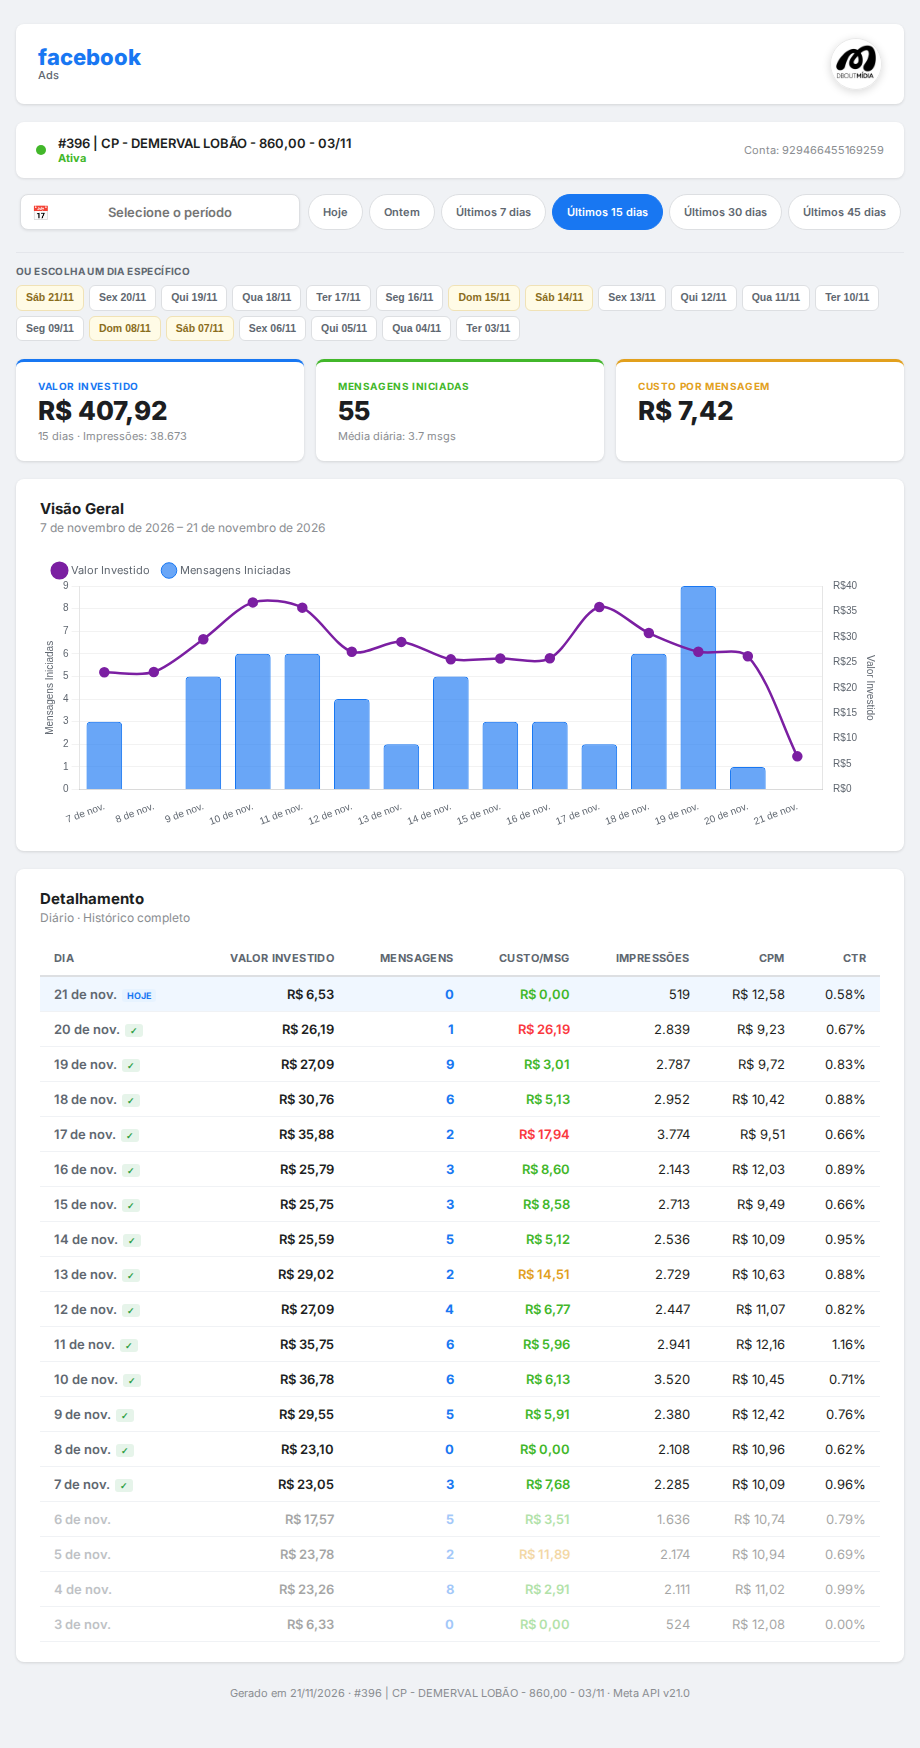 facebook
Ads
DBOUTMÍDIA
#396 | CP - DEMERVAL LOBÃO - 860,00 - 03/11
Ativa
Conta: 929466455169259
📅 Selecione o período Hoje Ontem Últimos 7 dias Últimos 15 dias Últimos 30 dias Últimos 45 dias
OU ESCOLHA UM DIA ESPECÍFICO
Sáb 21/11 Sex 20/11 Qui 19/11 Qua 18/11 Ter 17/11 Seg 16/11 Dom 15/11 Sáb 14/11 Sex 13/11 Qui 12/11 Qua 11/11 Ter 10/11
Seg 09/11 Dom 08/11 Sáb 07/11 Sex 06/11 Qui 05/11 Qua 04/11 Ter 03/11
VALOR INVESTIDO
R$ 407,92
15 dias · Impressões: 38.673
MENSAGENS INICIADAS
55
Média diária: 3.7 msgs
CUSTO POR MENSAGEM
R$ 7,42
Visão Geral
7 de novembro de 2026 – 21 de novembro de 2026
Valor Investido Mensagens Iniciadas
9 R$40
8 R$35
7 R$30
6 R$25
5 R$20
4
3 R$15
2 R$10
1 R$5
0 R$0
Mensagens Iniciadas
Valor Investido
7 de nov. 8 de nov. 9 de nov. 10 de nov. 11 de nov. 12 de nov. 13 de nov. 14 de nov. 15 de nov. 16 de nov. 17 de nov. 18 de nov. 19 de nov. 20 de nov. 21 de nov.
Detalhamento
Diário · Histórico completo
DIA VALOR INVESTIDO MENSAGENS CUSTO/MSG IMPRESSÕES CPM CTR
21 de nov. HOJE R$ 6,53 0 R$ 0,00 519 R$ 12,58 0.58%
20 de nov. ✓ R$ 26,19 1 R$ 26,19 2.839 R$ 9,23 0.67%
19 de nov. ✓ R$ 27,09 9 R$ 3,01 2.787 R$ 9,72 0.83%
18 de nov. ✓ R$ 30,76 6 R$ 5,13 2.952 R$ 10,42 0.88%
17 de nov. ✓ R$ 35,88 2 R$ 17,94 3.774 R$ 9,51 0.66%
16 de nov. ✓ R$ 25,79 3 R$ 8,60 2.143 R$ 12,03 0.89%
15 de nov. ✓ R$ 25,75 3 R$ 8,58 2.713 R$ 9,49 0.66%
14 de nov. ✓ R$ 25,59 5 R$ 5,12 2.536 R$ 10,09 0.95%
13 de nov. ✓ R$ 29,02 2 R$ 14,51 2.729 R$ 10,63 0.88%
12 de nov. ✓ R$ 27,09 4 R$ 6,77 2.447 R$ 11,07 0.82%
11 de nov. ✓ R$ 35,75 6 R$ 5,96 2.941 R$ 12,16 1.16%
10 de nov. ✓ R$ 36,78 6 R$ 6,13 3.520 R$ 10,45 0.71%
9 de nov. ✓ R$ 29,55 5 R$ 5,91 2.380 R$ 12,42 0.76%
8 de nov. ✓ R$ 23,10 0 R$ 0,00 2.108 R$ 10,96 0.62%
7 de nov. ✓ R$ 23,05 3 R$ 7,68 2.285 R$ 10,09 0.96%
6 de nov. R$ 17,57 5 R$ 3,51 1.636 R$ 10,74 0.79%
5 de nov. R$ 23,78 2 R$ 11,89 2.174 R$ 10,94 0.69%
4 de nov. R$ 23,26 8 R$ 2,91 2.111 R$ 11,02 0.99%
3 de nov. R$ 6,33 0 R$ 0,00 524 R$ 12,08 0.00%
Gerado em 21/11/2026 · #396 | CP - DEMERVAL LOBÃO - 860,00 - 03/11 · Meta API v21.0